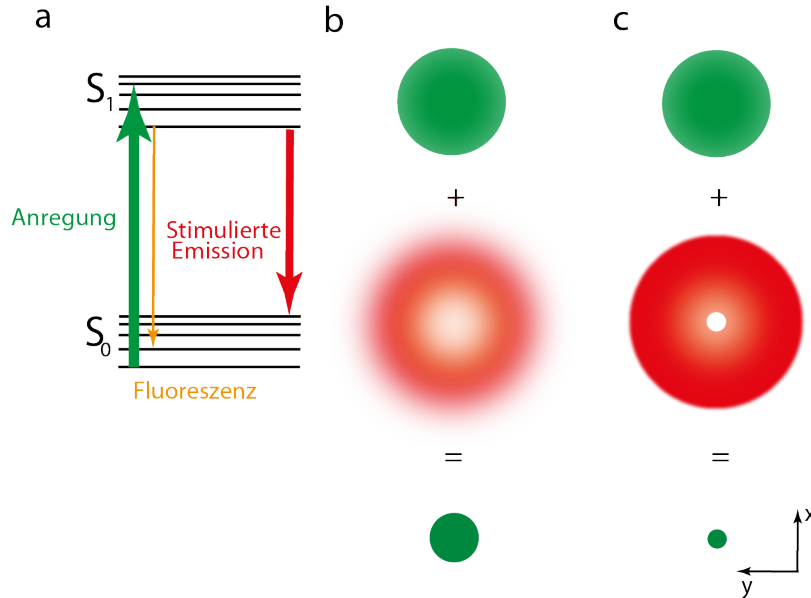 a
b
c
S1
Anregung
Stimulierte
Emission
S0
Fluoreszenz
+
+
=
=
x
y